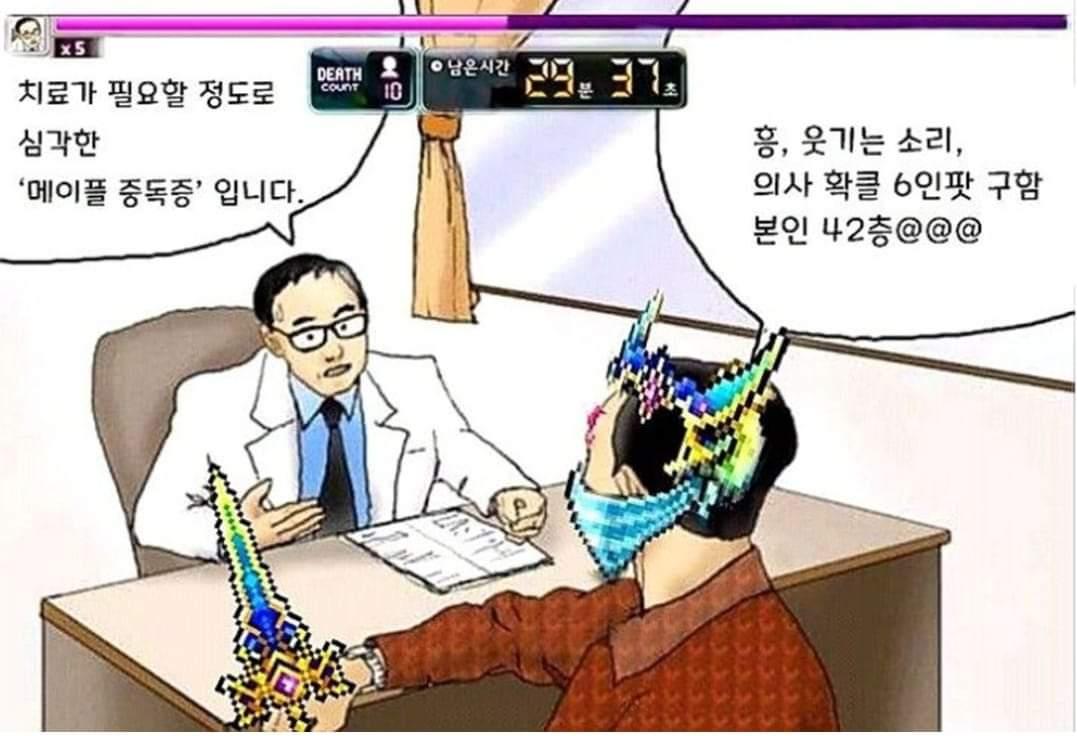 x5
DEATH
COUNT
10
남은시간
29분 37초
치료가 필요할 정도로
심각한
‘메이플 중독증’ 입니다.
흥, 웃기는 소리,
의사 확클 6인팟 구함
본인 42층@@@